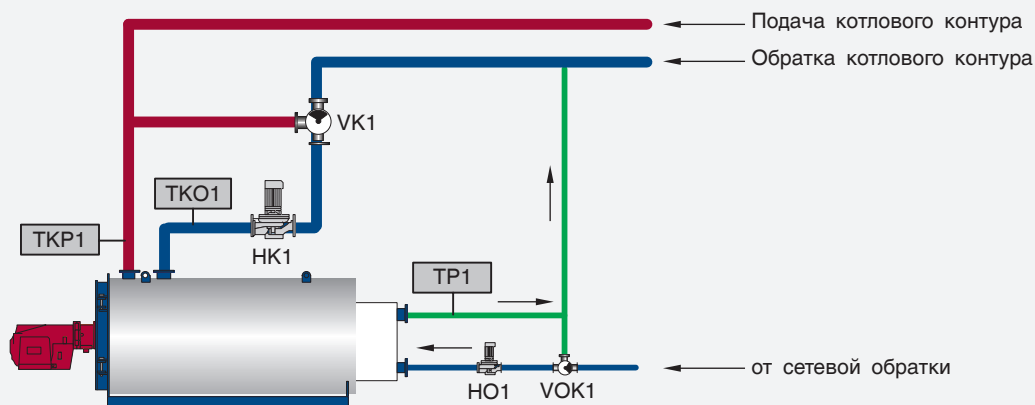 Подача котлового контура
Обратка котлового контура
VK1
TKO1
TKP1
HK1
TP1
HO1
VOK1
от сетевой обратки